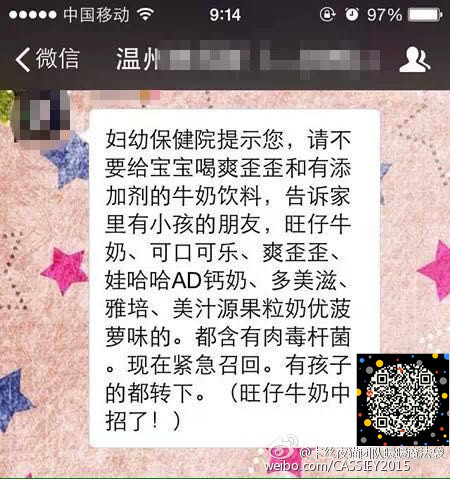 中国移动 9:14 97%
微信 温州
妇幼保健院提示您，请不
要给宝宝喝爽歪歪和有添
加剂的牛奶饮料，告诉家
里有小孩的朋友，旺仔牛
奶、可口可乐、爽歪歪、
娃哈哈AD钙奶、多美滋、
雅培、美汁源果粒奶优菠
萝味的。都含有肉毒杆菌
。现在紧急召回。有孩子
的都转下。（旺仔牛奶中
招了！）
weibo.com/CASSIEY2015